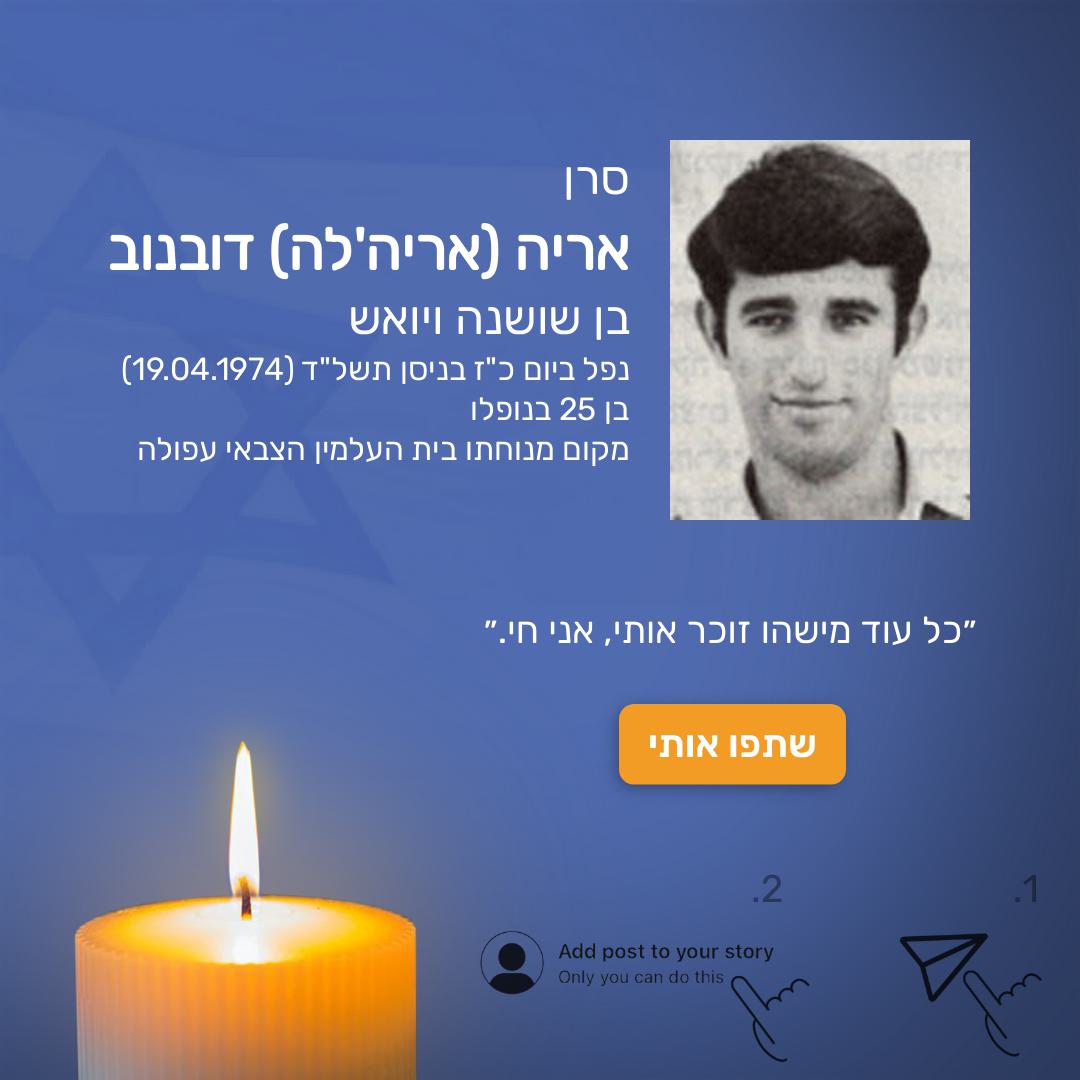 סרן
אריה (אריה'לה) דובנוב
בן שושנה ויואש
נפל ביום כ"ז בניסן תשל"ד (19.04.1974)
בן 25 בנופלו
מקום מנוחתו בית העלמין הצבאי עפולה
״כל עוד מישהו זוכר אותי, אני חי.״
שתפו אותי
1.
2.
Add post to your story
Only you can do this